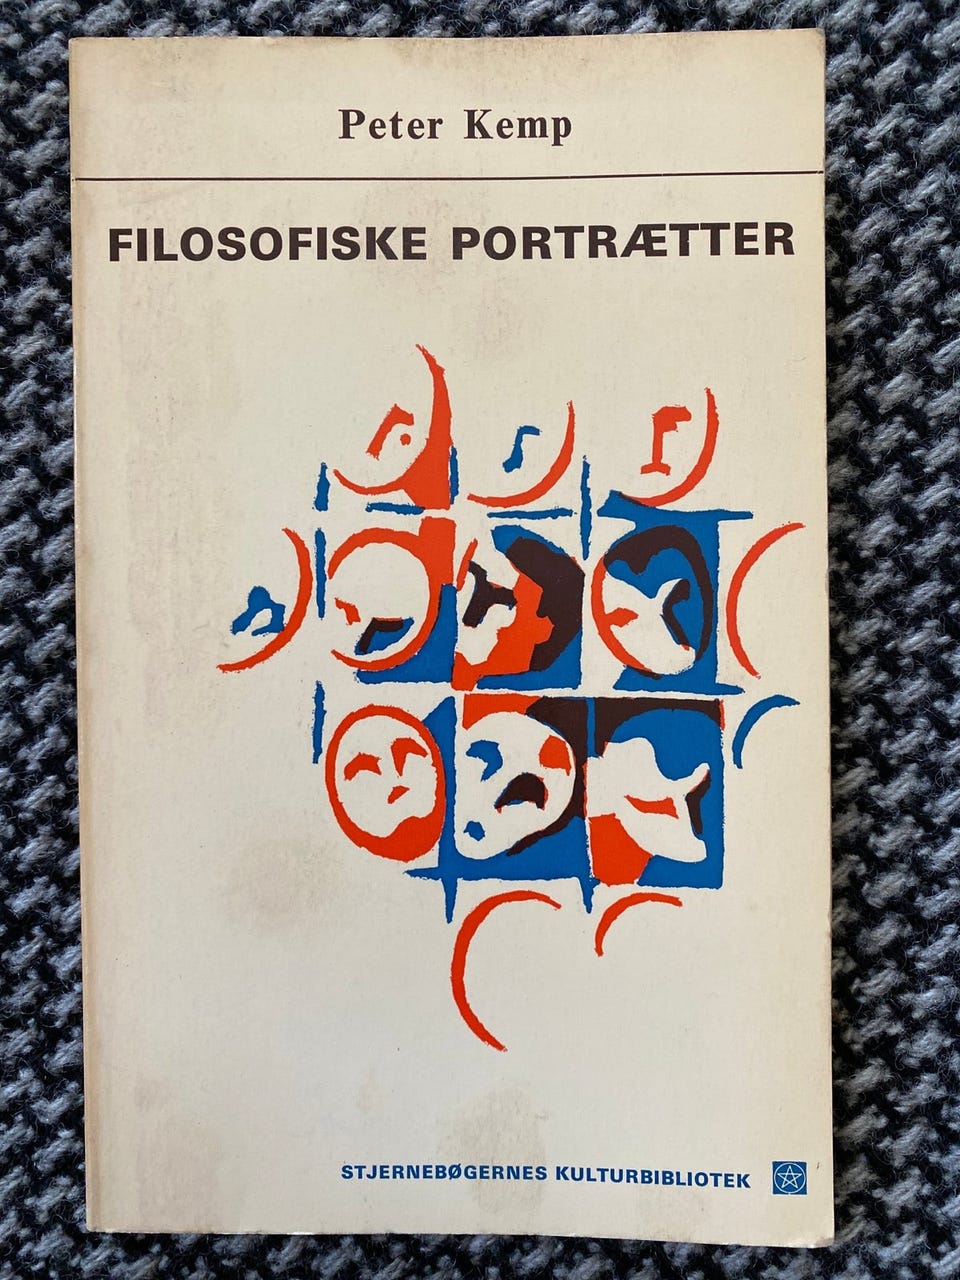 Peter Kemp
FILOSOFISKE PORTRÆTTER
STJERNEBØGERNES KULTURBIBLIOTEK